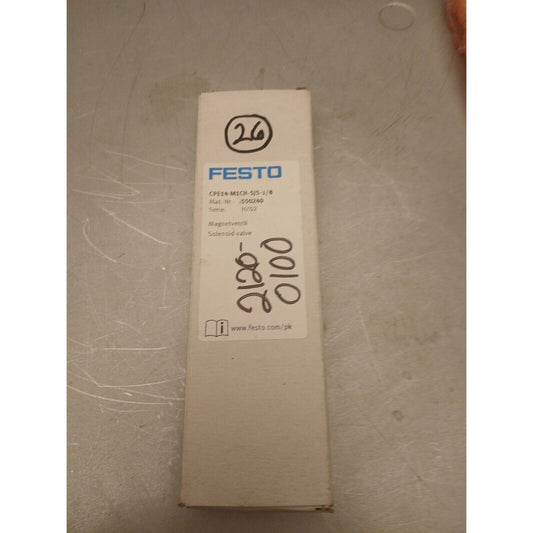 26
FESTO
CPE14-M1CH-5JS-1/8
Mat. Nr.: 550240
Serie: H702
Magnetventil
Solenoid valve
2120-
0100
i www.festo.com/pk